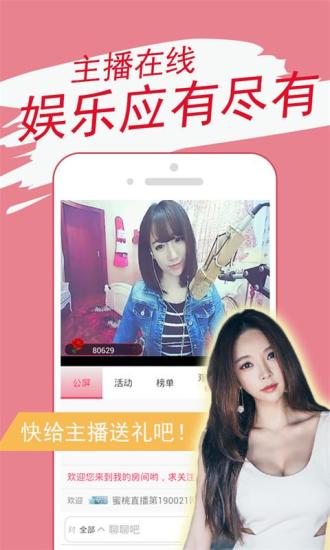 主播在线
娱乐应有尽有
80629
公屏
活动
榜单
快给主播送礼吧!
欢迎您来到我的房间哟,求关注
欢迎 蜜桃直播第190021
对 全部 聊聊吧